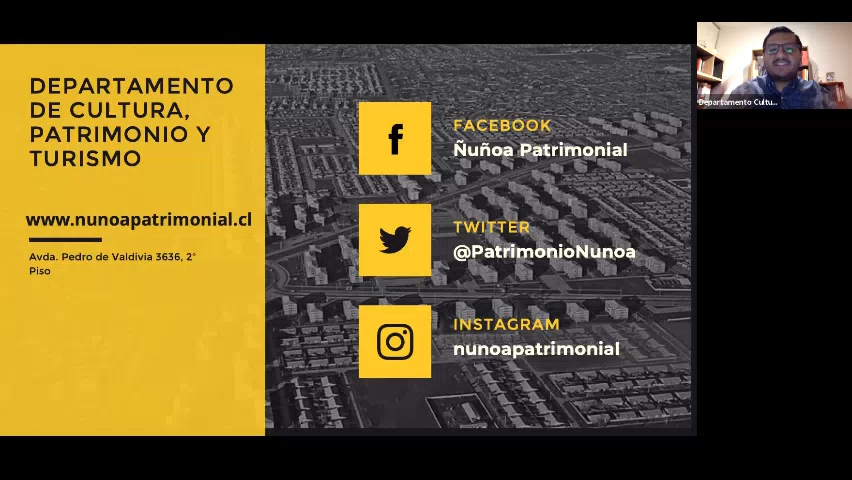 DEPARTAMENTO
DE CULTURA,
PATRIMONIO Y
TURISMO
www.nunoapatrimonial.cl
Avda. Pedro de Valdivia 3636, 2°
Piso
FACEBOOK
Ñuñoa Patrimonial
TWITTER
@PatrimonioNunoa
INSTAGRAM
nunoapatrimonial
Departamento Cultu...